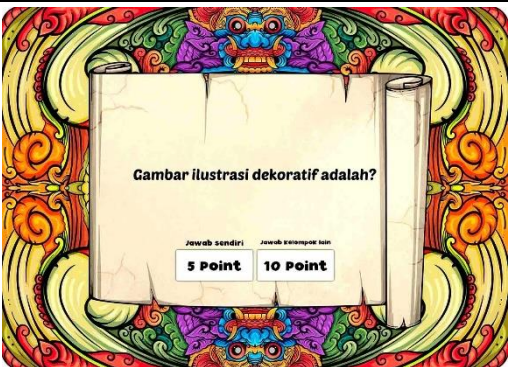 Gambar ilustrasi dekoratif adalah?
Jawab sendiri
Jawab Kelompok lain
5 Point
10 Point